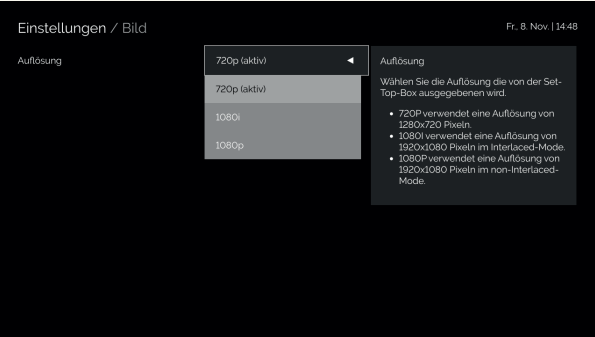 Einstellungen / Bild
Fr., 8. Nov. | 14:48
Auflösung
720p (aktiv)
720p (aktiv)
1080i
1080p
Auflösung
Wählen Sie die Auflösung die von der Set-
Top-Box ausgegebenen wird.
• 720P verwendet eine Auflösung von
1280x720 Pixeln.
• 1080I verwendet eine Auflösung von
1920x1080 Pixeln im Interlaced-Mode.
• 1080P verwendet eine Auflösung von
1920x1080 Pixeln im non-Interlaced-
Mode.